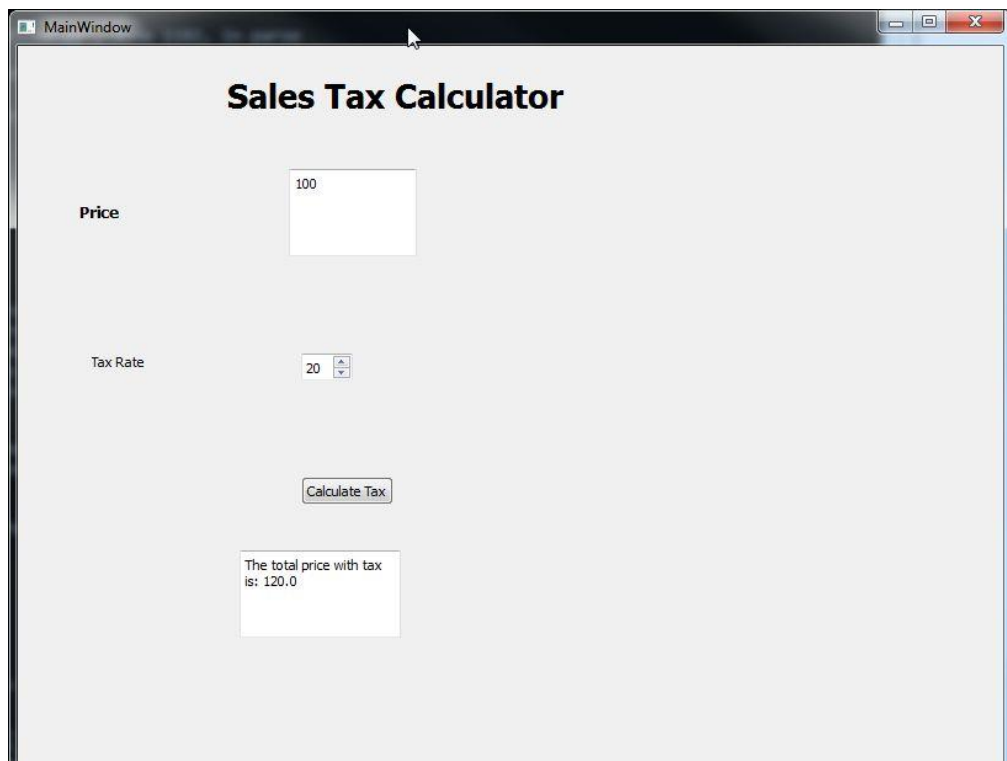 MainWindow
Sales Tax Calculator
100
Price
Tax Rate
20
Calculate Tax
The total price with tax
is: 120.0